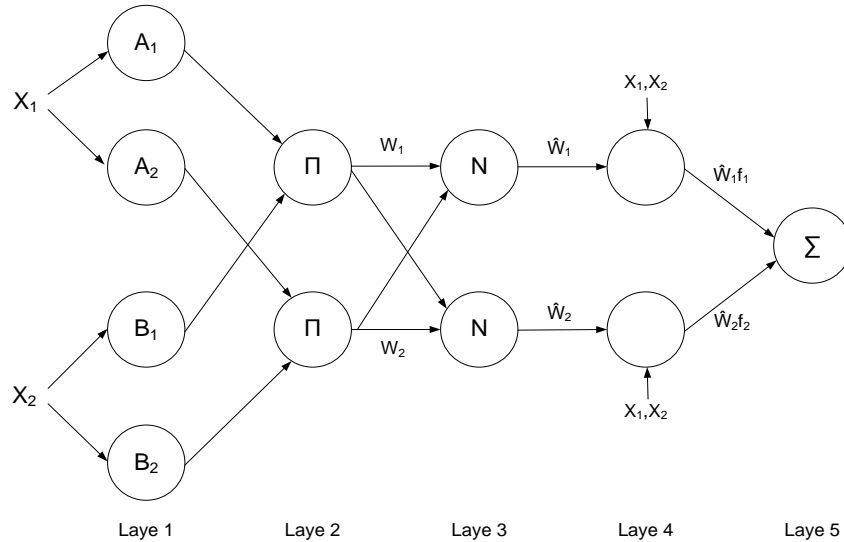 A₁
X₁
A₂
B₁
X₂
B₂
Π
Π
W₁
W₂
N
N
Ŵ₁
Ŵ₂
X₁,X₂
X₁,X₂
Ŵ₁f₁
Ŵ₂f₂
Σ
Laye 1
Laye 2
Laye 3
Laye 4
Laye 5